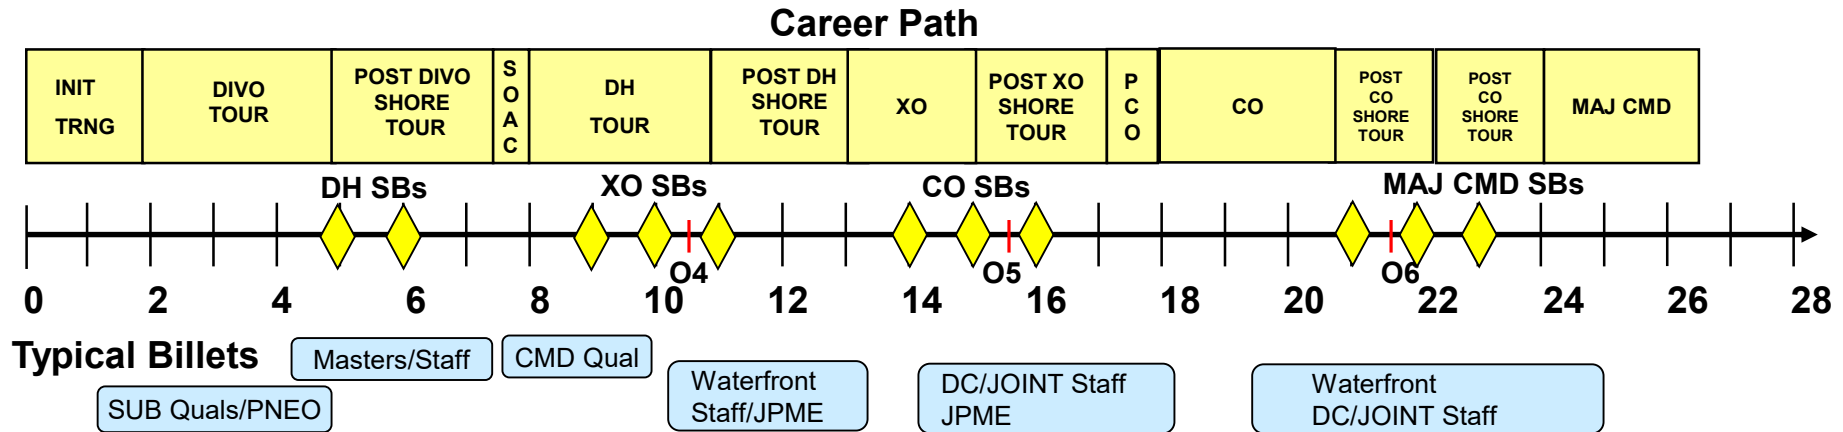 Career Path
INIT
TRNG
DIVO
TOUR
POST DIVO
SHORE
TOUR
S
O
A
C
DH
TOUR
POST DH
SHORE
TOUR
XO
POST XO
SHORE
TOUR
P
C
O
CO
POST
CO
SHORE
TOUR
POST
CO
SHORE
TOUR
MAJ CMD
DH SBs
XO SBs
CO SBs
MAJ CMD SBs
O4
O5
O6
0 2 4 6 8 10 12 14 16 18 20 22 24 26 28
Typical Billets
SUB Quals/PNEO
Masters/Staff
CMD Qual
Waterfront
Staff/JPME
DC/JOINT Staff
JPME
Waterfront
DC/JOINT Staff